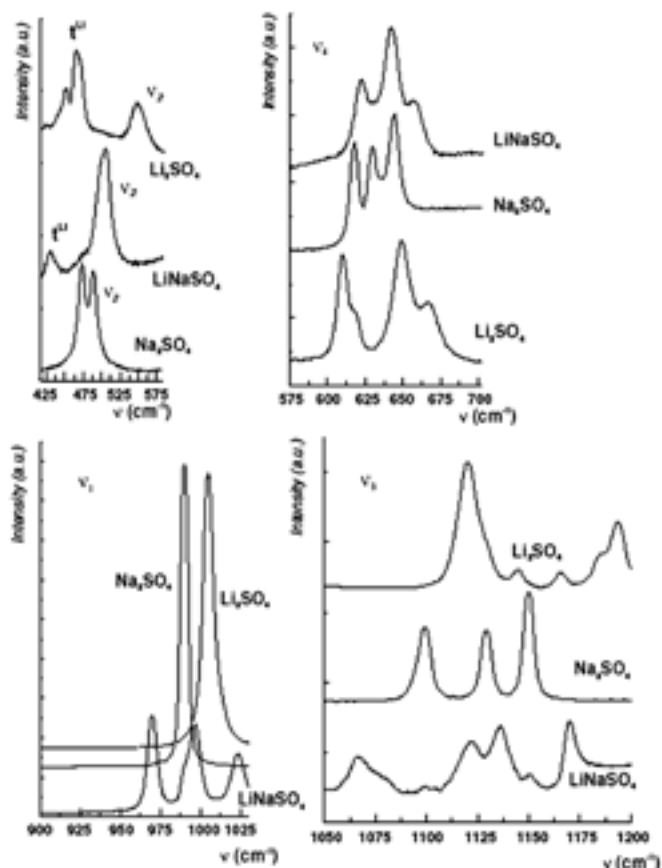 Intensity (a.u.)
t^Li
ν₂
Li₂SO₄
ν₂
t^Li
LiNaSO₄
ν₂
Na₂SO₄
425 475 525 575
ν (cm⁻¹)
Intensity (a.u.)
ν₄
LiNaSO₄
Na₂SO₄
Li₂SO₄
575 600 625 650 675 700
ν (cm⁻¹)
Intensity (a.u.)
ν₁
Na₂SO₄
Li₂SO₄
LiNaSO₄
900 925 950 975 1000 1025
ν (cm⁻¹)
Intensity (a.u.)
ν₃
Li₂SO₄
Na₂SO₄
LiNaSO₄
1050 1075 1100 1125 1150 1175 1200
ν (cm⁻¹)